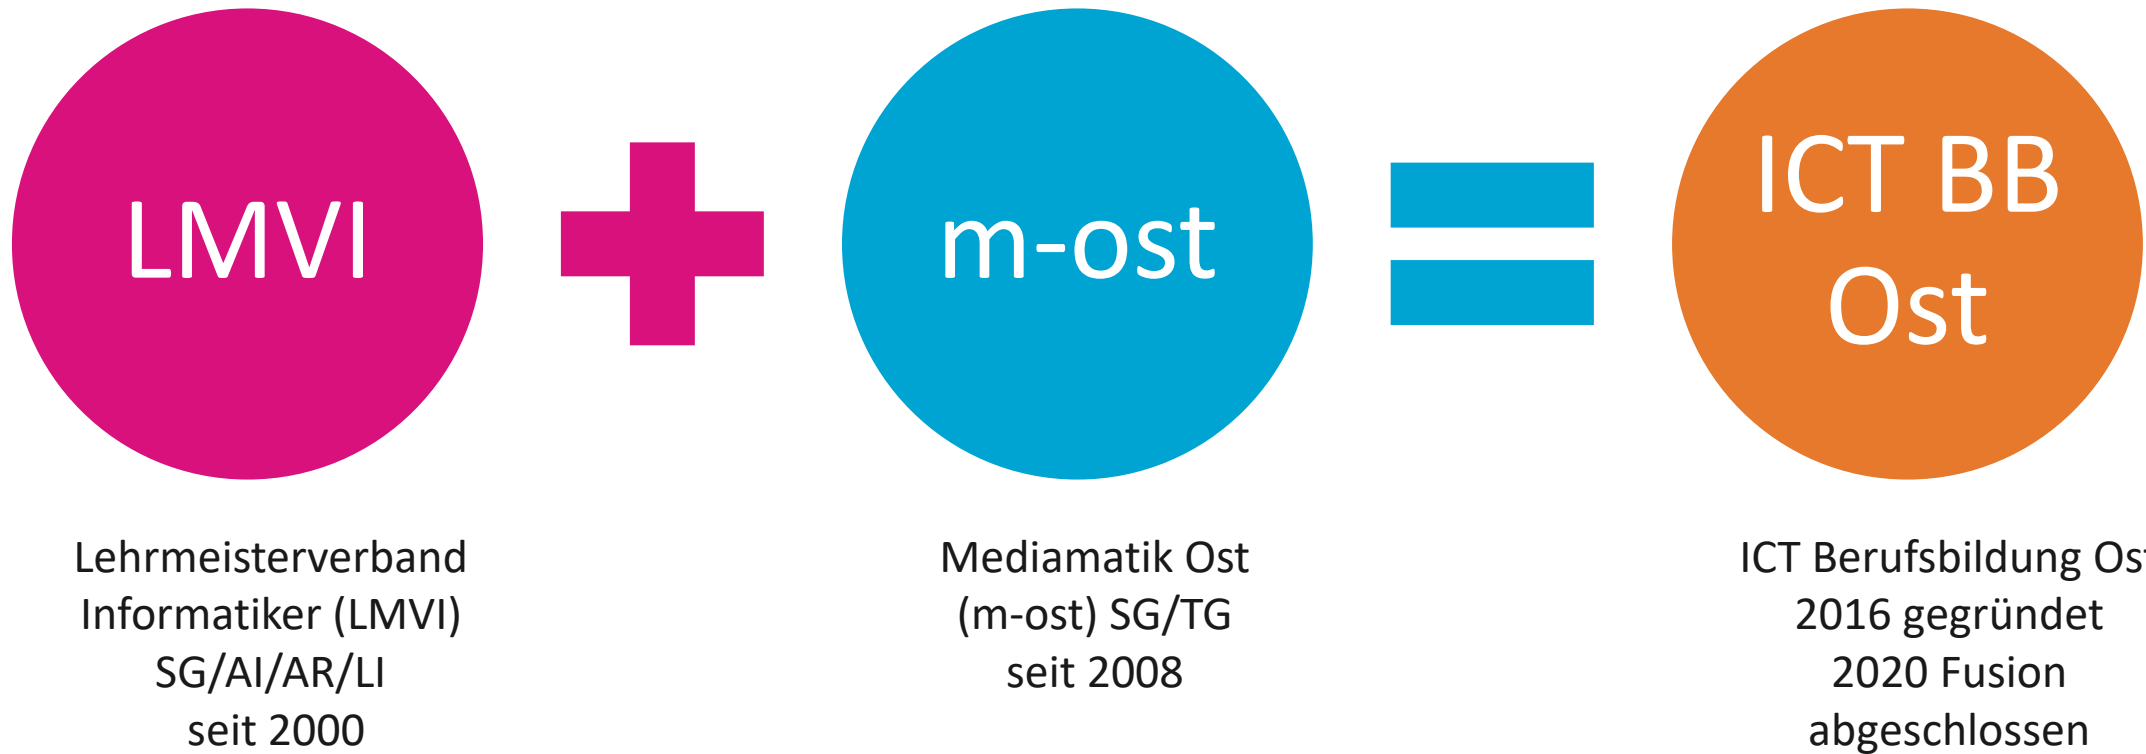 LMVI
m-ost
ICT BB
Ost
Lehrmeisterverband
Informatiker (LMVI)
SG/AI/AR/LI
seit 2000
Mediamatik Ost
(m-ost) SG/TG
seit 2008
ICT Berufsbildung Ost
2016 gegründet
2020 Fusion
abgeschlossen